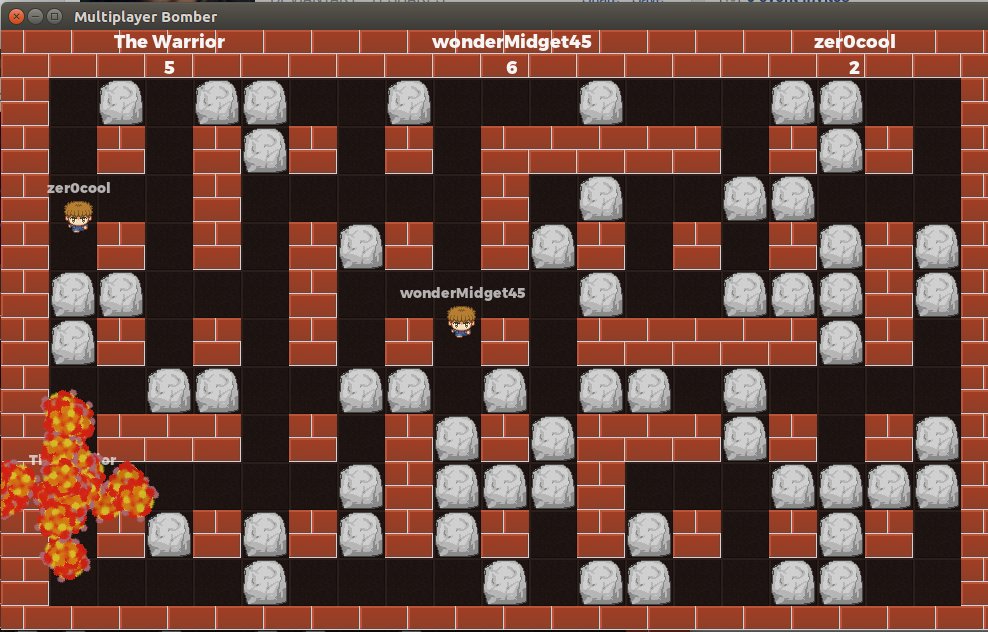 Multiplayer Bomber
The Warrior wonderMidget45 zer0cool
5 6 2
zer0cool
wonderMidget45